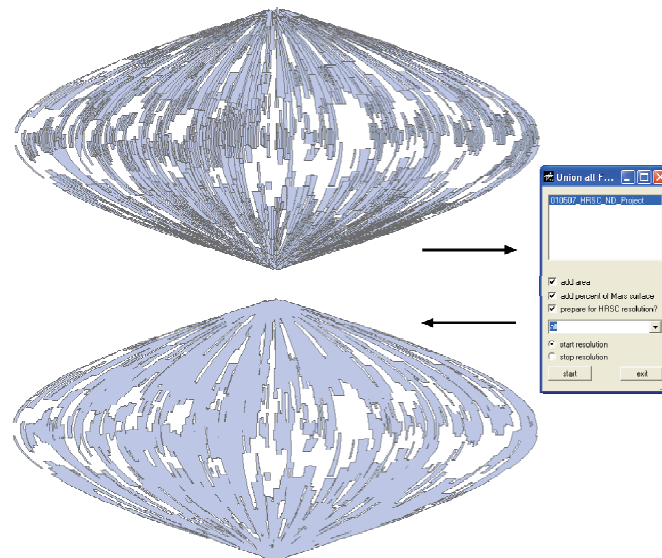 Union all F...
010507_HRSC_ND_Project
add area
add percent of Mars surface
prepare for HRSC resolution?
start resolution
stop resolution
start
exit